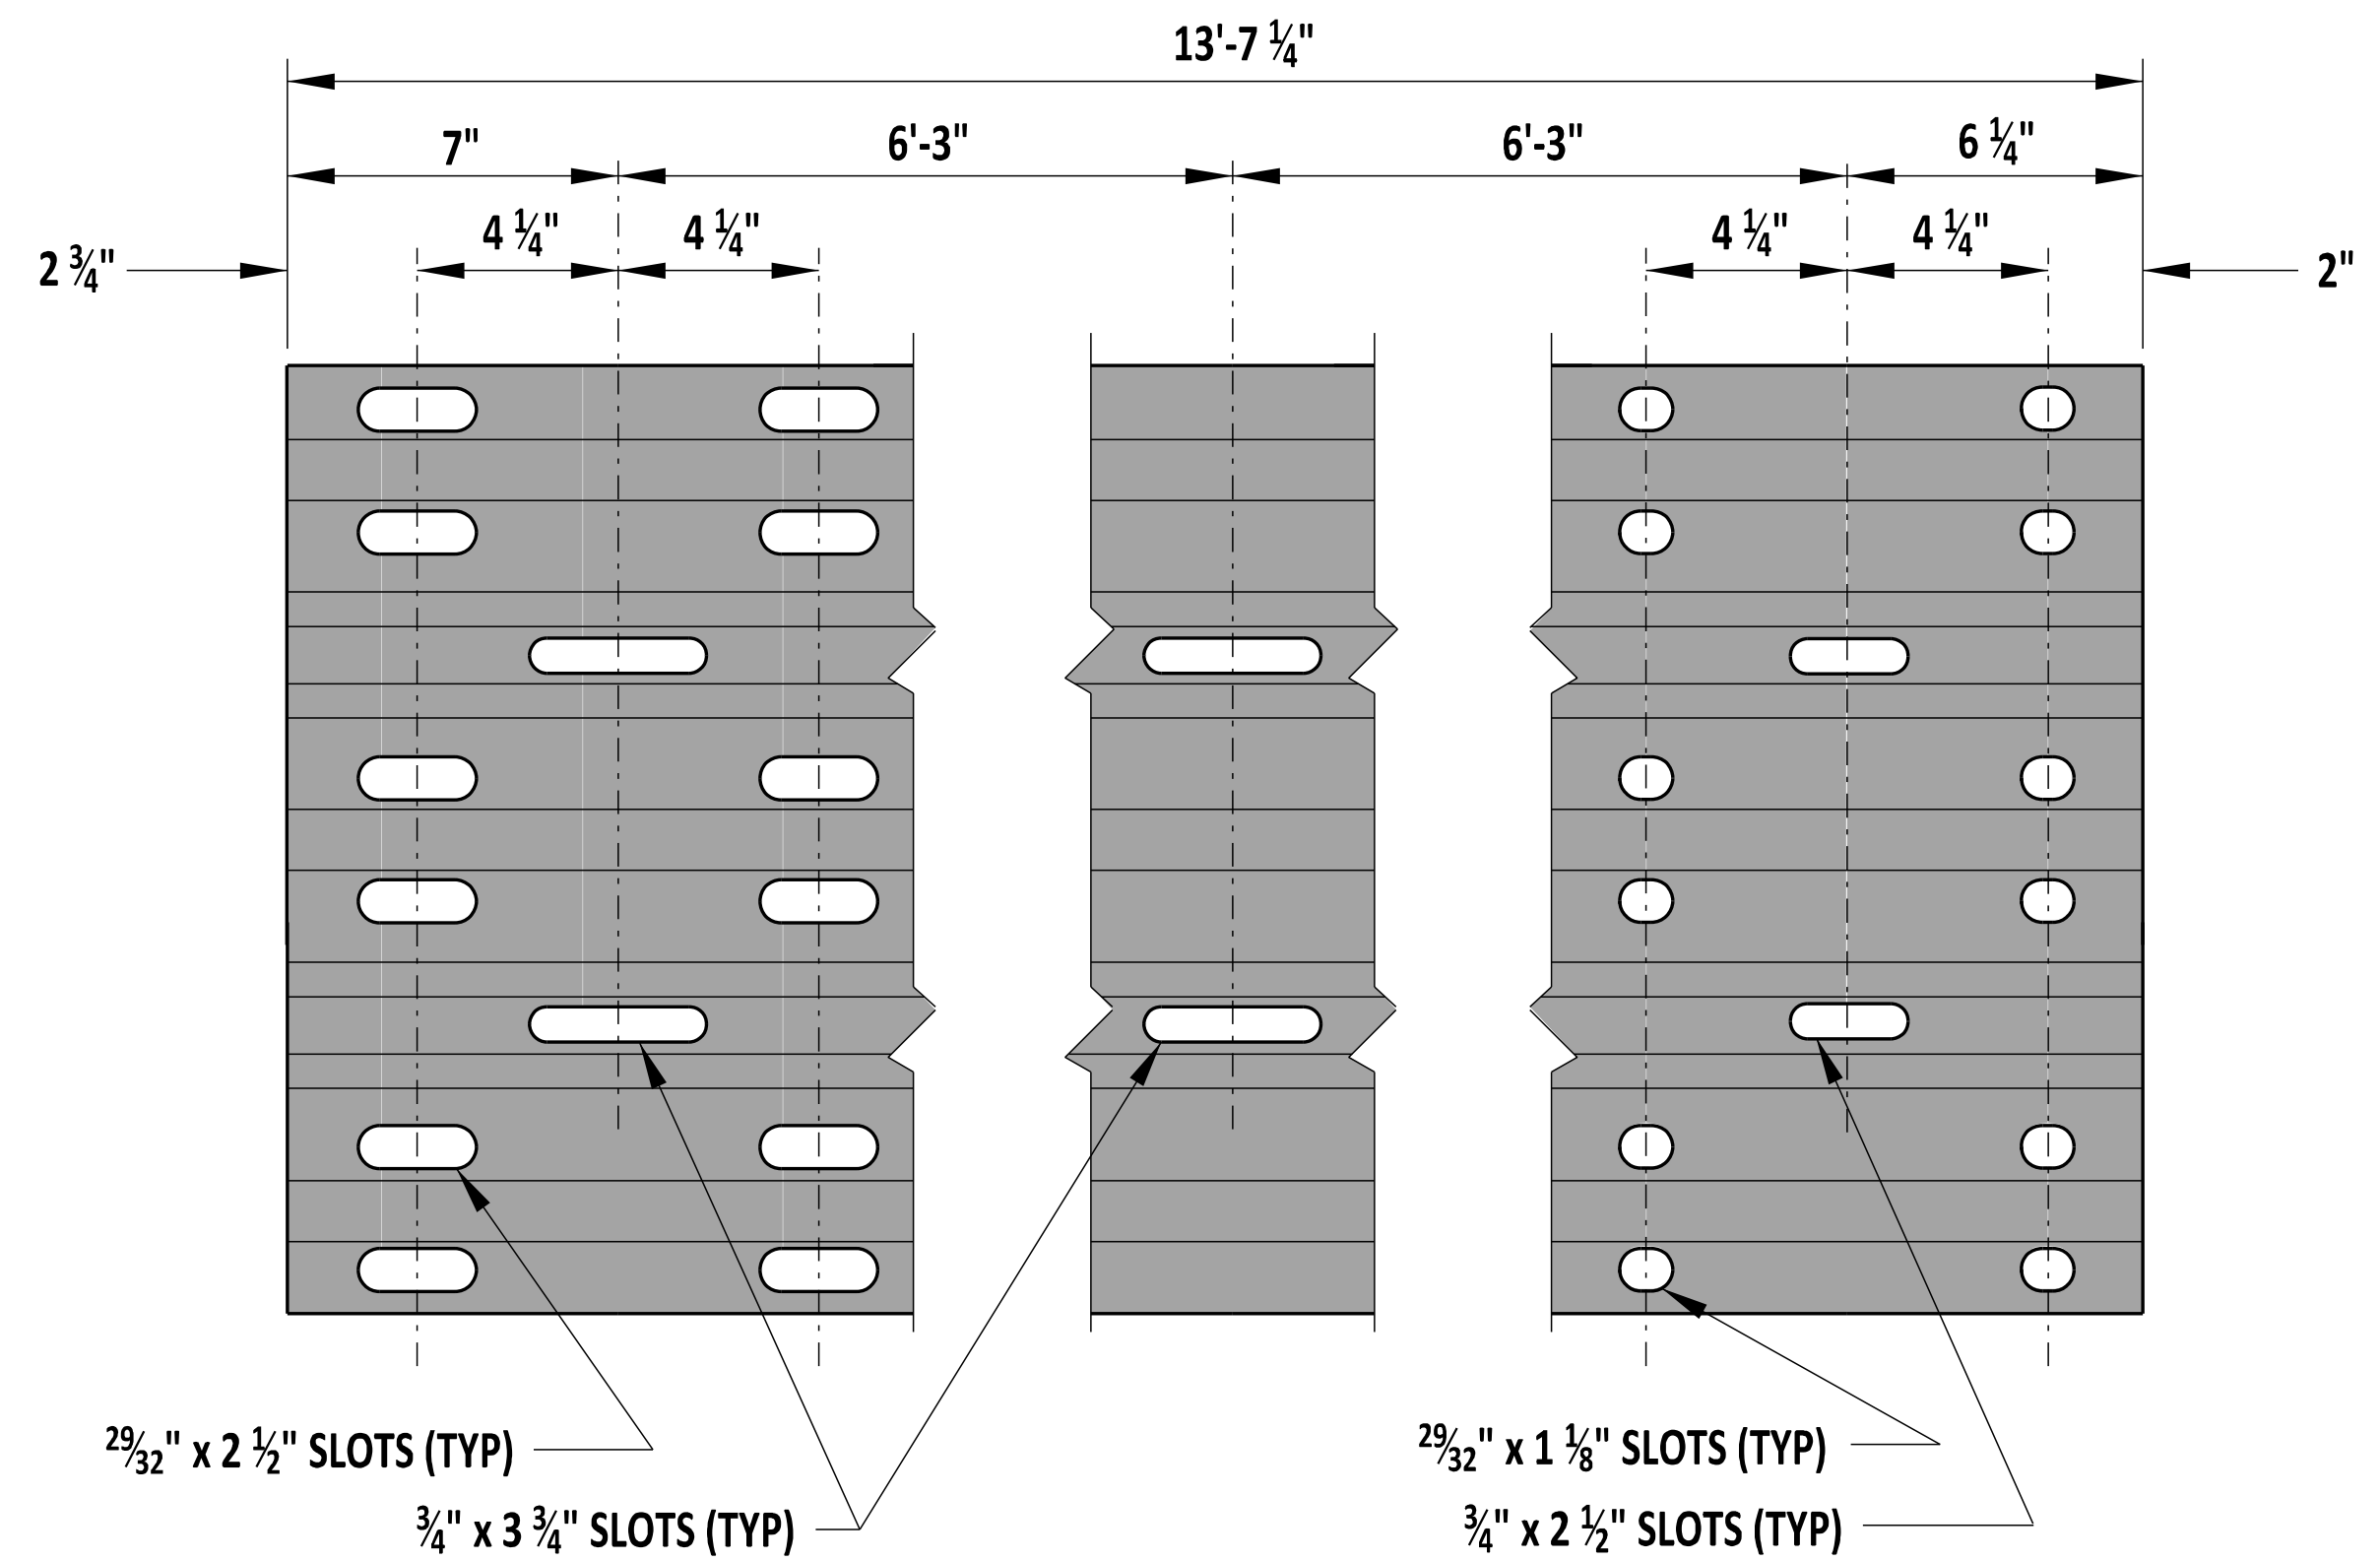 13'-7 1/4"
7" 6'-3" 6'-3" 6 1/4"
2 3/4" 4 1/4" 4 1/4" 4 1/4" 4 1/4" 2"
29/32" x 2 1/2" SLOTS (TYP)
3/4" x 3 3/4" SLOTS (TYP)
29/32" x 1 1/8" SLOTS (TYP)
3/4" x 2 1/2" SLOTS (TYP)